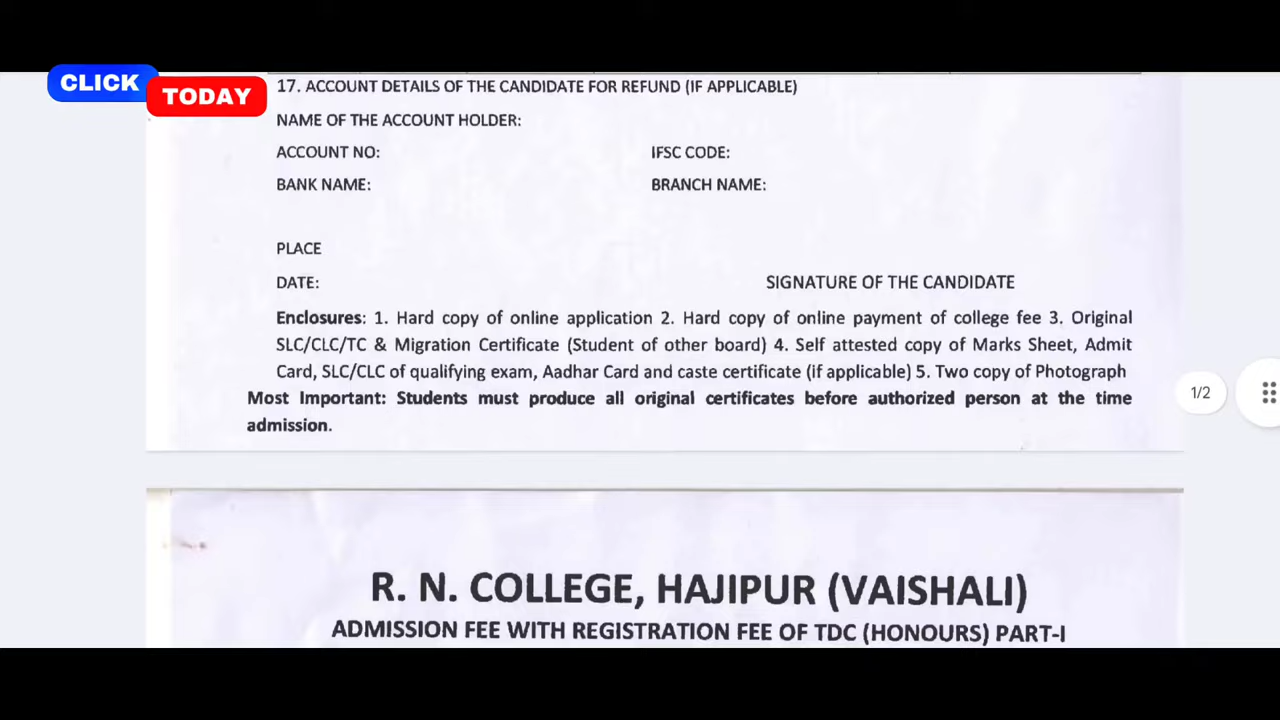 CLICK
TODAY
17. ACCOUNT DETAILS OF THE CANDIDATE FOR REFUND (IF APPLICABLE)
NAME OF THE ACCOUNT HOLDER:
ACCOUNT NO: IFSC CODE:
BANK NAME: BRANCH NAME:
PLACE
DATE: SIGNATURE OF THE CANDIDATE
Enclosures: 1. Hard copy of online application 2. Hard copy of online payment of college fee 3. Original
SLC/CLC/TC & Migration Certificate (Student of other board) 4. Self attested copy of Marks Sheet, Admit
Card, SLC/CLC of qualifying exam, Aadhar Card and caste certificate (if applicable) 5. Two copy of Photograph
Most Important: Students must produce all original certificates before authorized person at the time
admission.
1/2
R. N. COLLEGE, HAJIPUR (VAISHALI)
ADMISSION FEE WITH REGISTRATION FEE OF TDC (HONOURS) PART-I